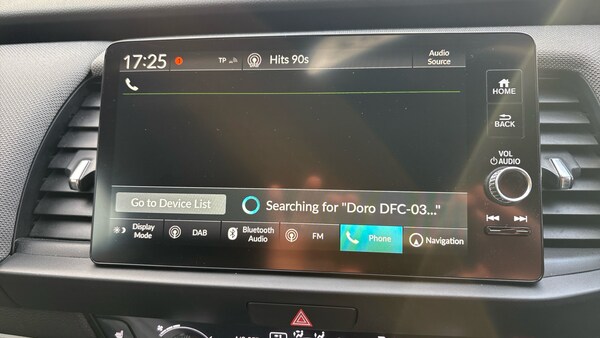 17:25
TP
Hits 90s
Audio
Source
HOME
BACK
VOL
AUDIO
Go to Device List
Searching for "Doro DFC-03..."
Display
Mode
DAB
Bluetooth
Audio
FM
Phone
Navigation